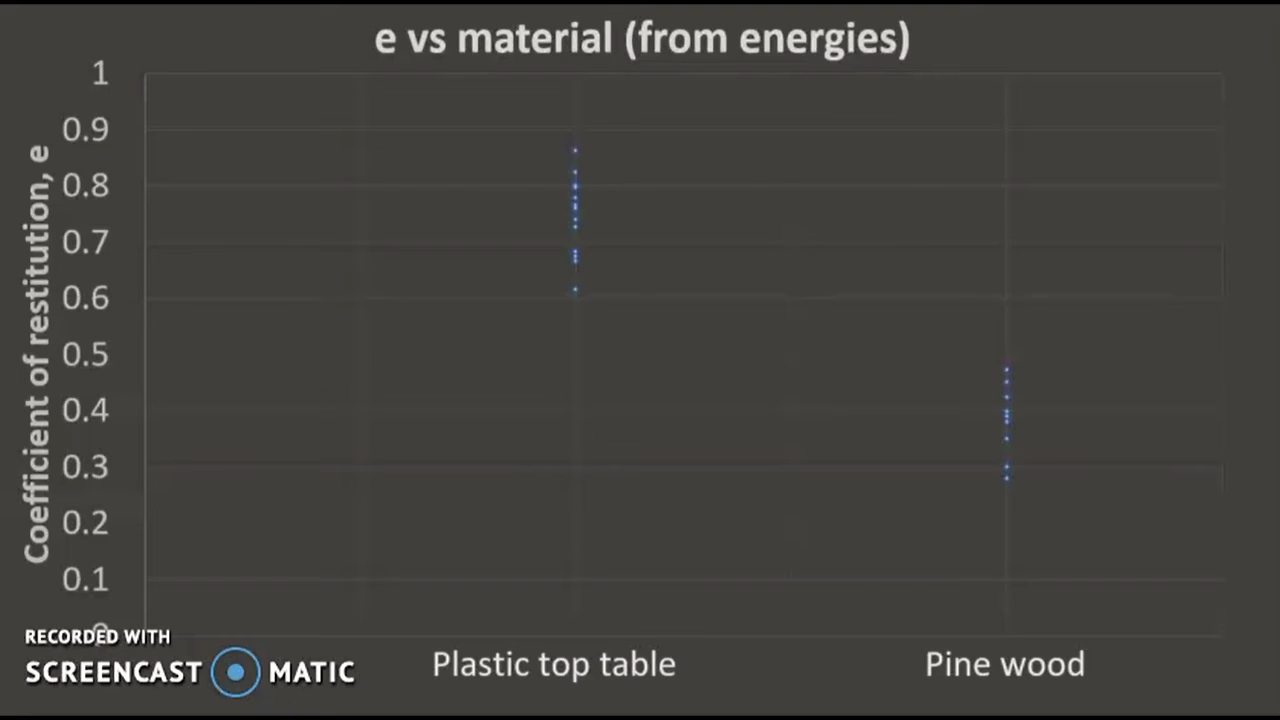 e vs material (from energies)
Coefficient of restitution, e
1
0.9
0.8
0.7
0.6
0.5
0.4
0.3
0.2
0.1
0
Plastic top table
Pine wood
RECORDED WITH
SCREENCAST MATIC